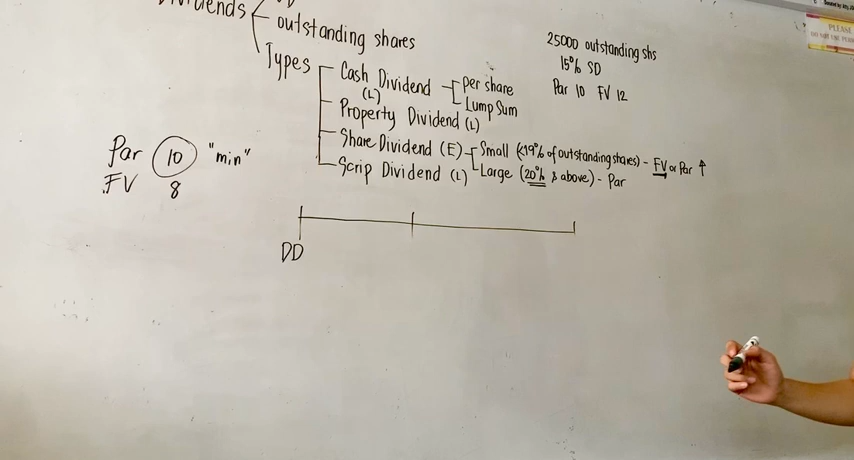 Dividends
outstanding shares
Types
Cash Dividend
(L)
Per share
Lump Sum
Property Dividend (L)
Share Dividend (E)
Small (<19% of outstanding shares) - FV or Par ↑
Large (20% & above) - Par
Scrip Dividend (L)
25000 outstanding shs
15% SD
Par 10 FV 12
Par 10 "min"
FV 8
DD
PLEASE